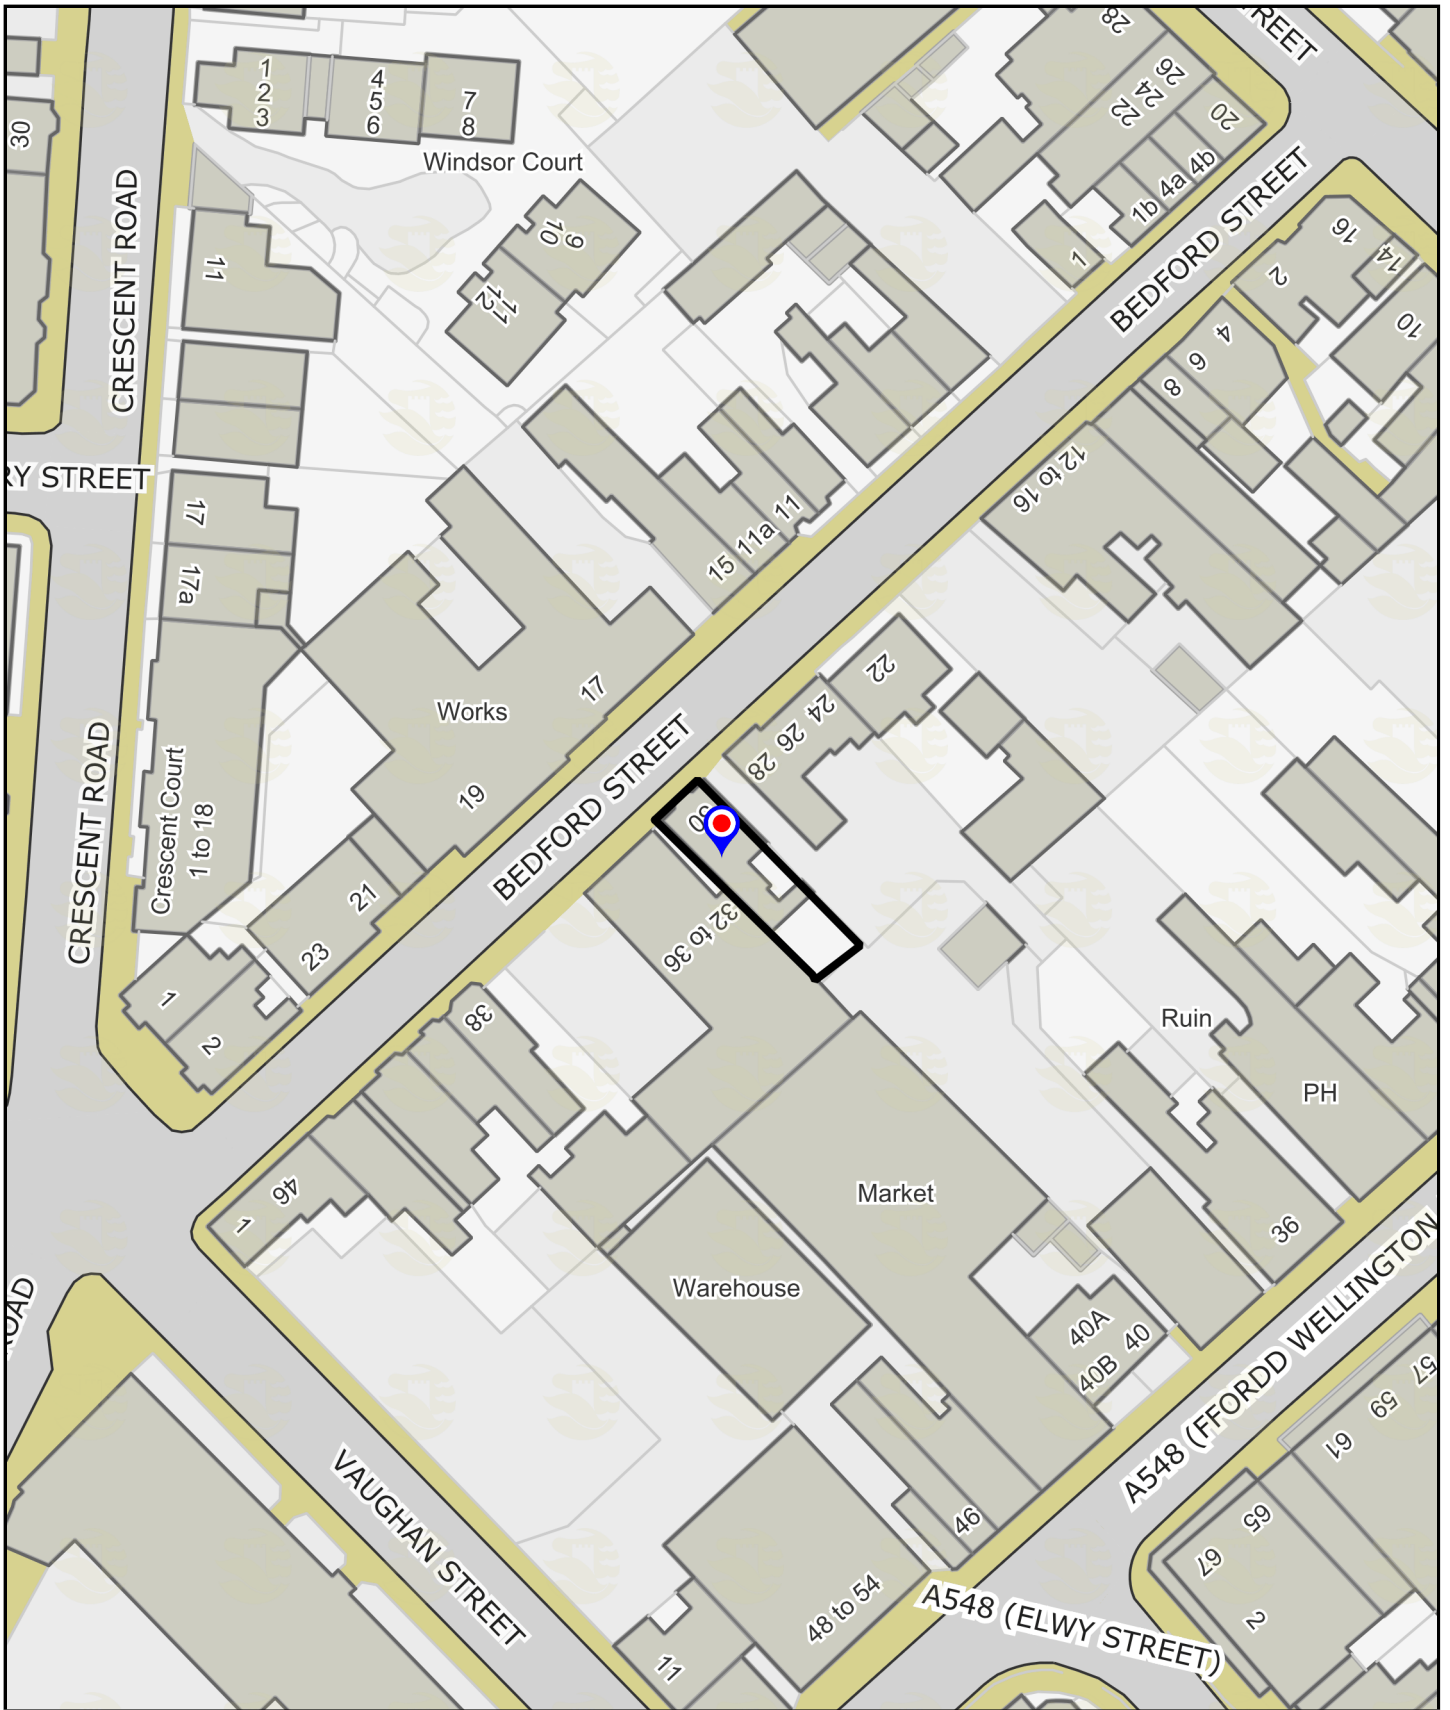 STREET
28
26
24
22
20
1
2
3
4
5
6
7
8
30
Windsor Court
4b
4a
1b
BEDFORD STREET
CRESCENT ROAD
9
10
1
16
14
2
11
11
12
10
4
6
8
RY STREET
12 to 16
17
11
11a
15
17a
22
17
24
26
28
Works
BEDFORD STREET
19
Crescent Court
1 to 18
CRESCENT ROAD
30
21
32 to 36
23
1
2
38
Ruin
PH
46
1
Market
36
Warehouse
ROAD
A548 (FFORDD WELLINGTON
40A
40
40B
57
59
61
VAUGHAN STREET
46
65
67
2
48 to 54
A548 (ELWY STREET)
11